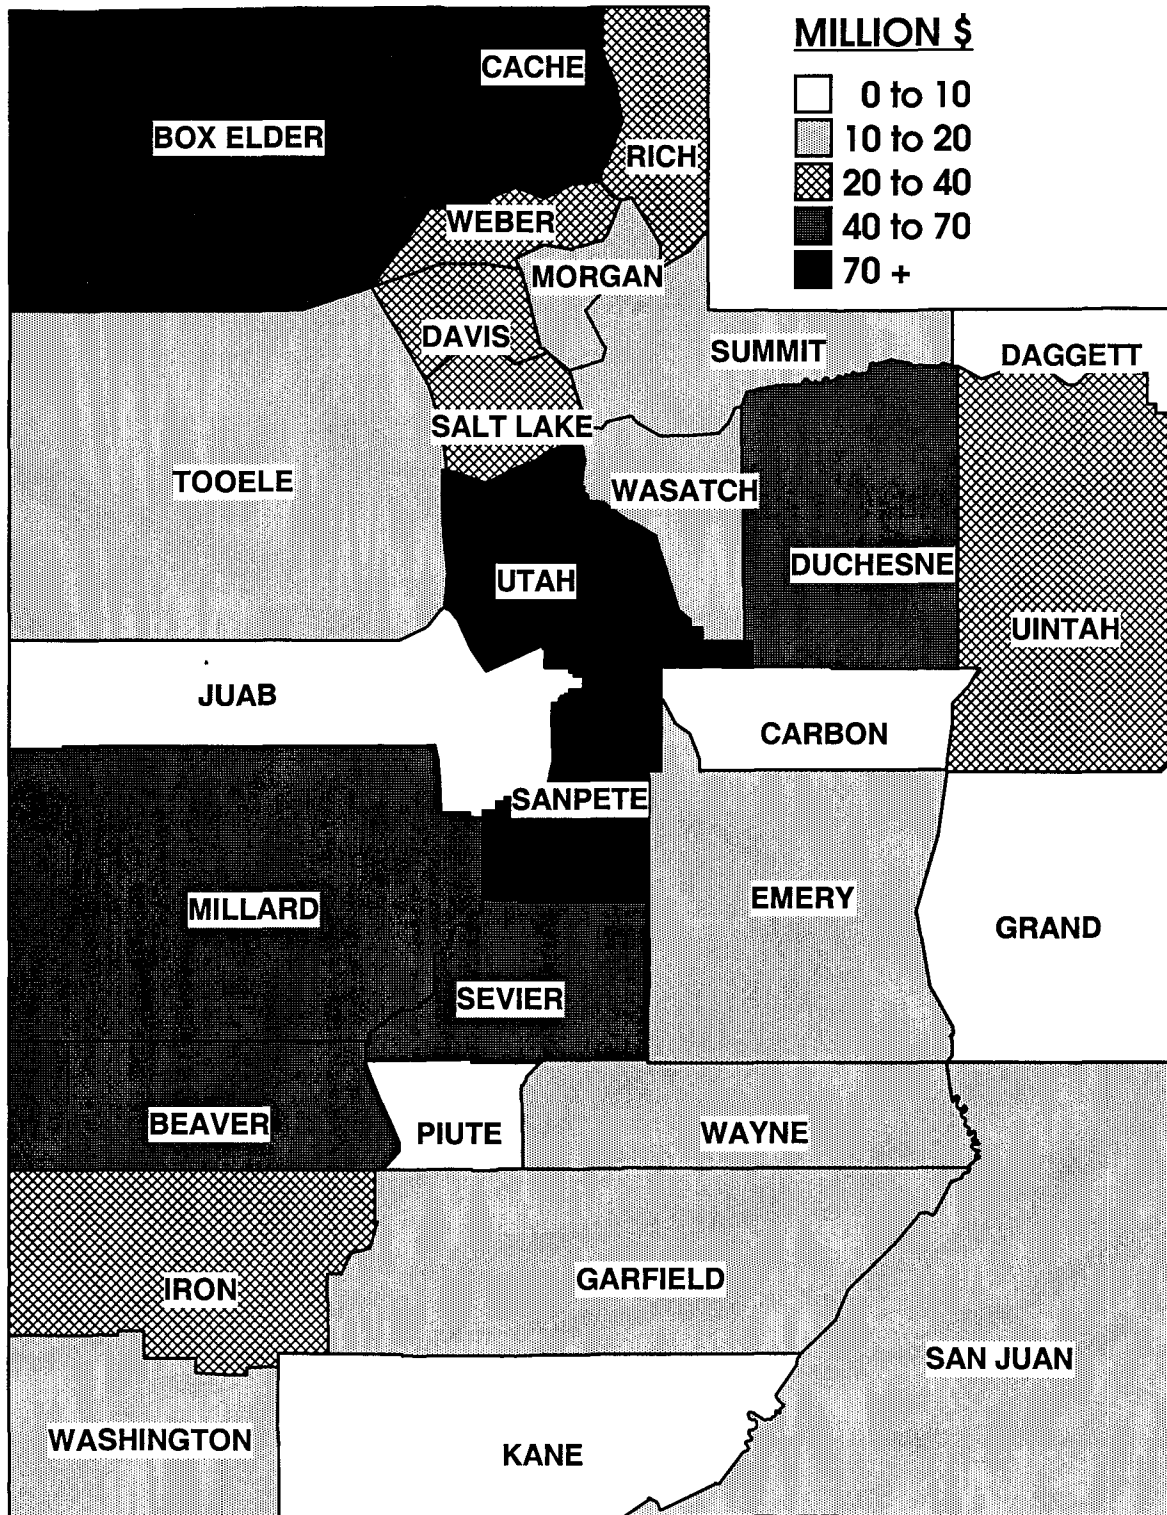 MILLION $
0 to 10
10 to 20
20 to 40
40 to 70
70 +
CACHE
BOX ELDER
RICH
WEBER
MORGAN
DAVIS
SUMMIT
DAGGETT
SALT LAKE
TOOELE
WASATCH
DUCHESNE
UTAH
UINTAH
JUAB
CARBON
SANPETE
MILLARD
EMERY
GRAND
SEVIER
BEAVER
PIUTE
WAYNE
IRON
GARFIELD
SAN JUAN
WASHINGTON
KANE